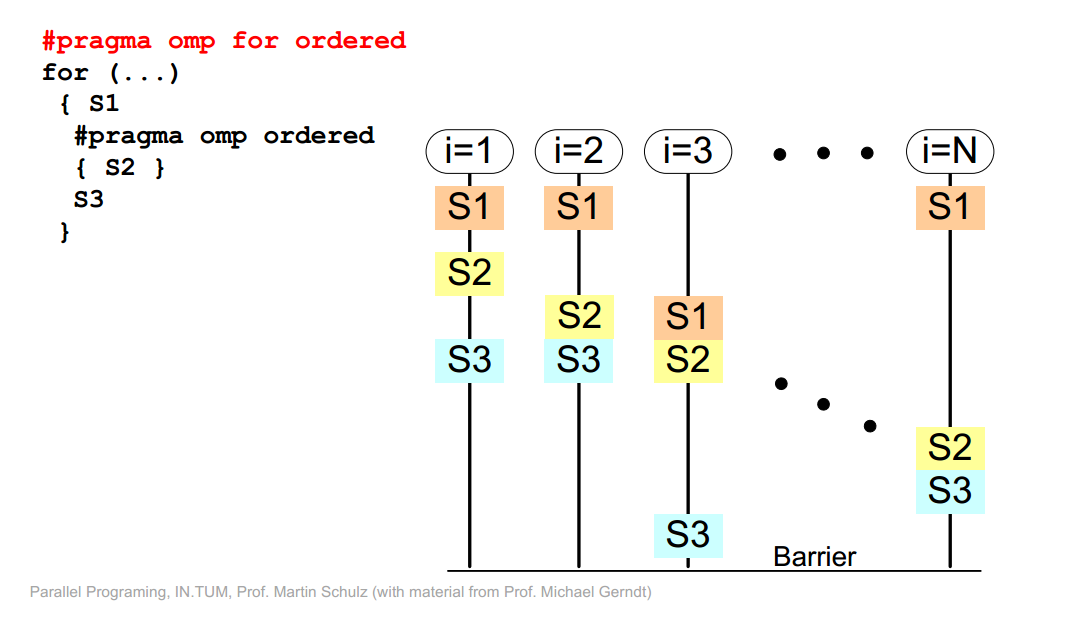 #pragma omp for ordered
for (...)
{ S1
#pragma omp ordered
{ S2 }
S3
}
i=1 i=2 i=3 i=N
S1 S1 S1
S2
S2 S1
S3 S3 S2
S2
S3
S3
Barrier
Parallel Programing, IN.TUM, Prof. Martin Schulz (with material from Prof. Michael Gerndt)